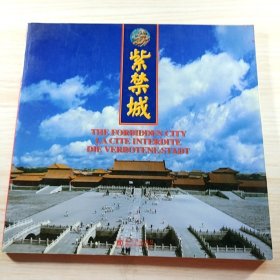 紫禁城
THE FORBIDDEN CITY
LA CITE INTERDITE
DIE VERBOTENE STADT